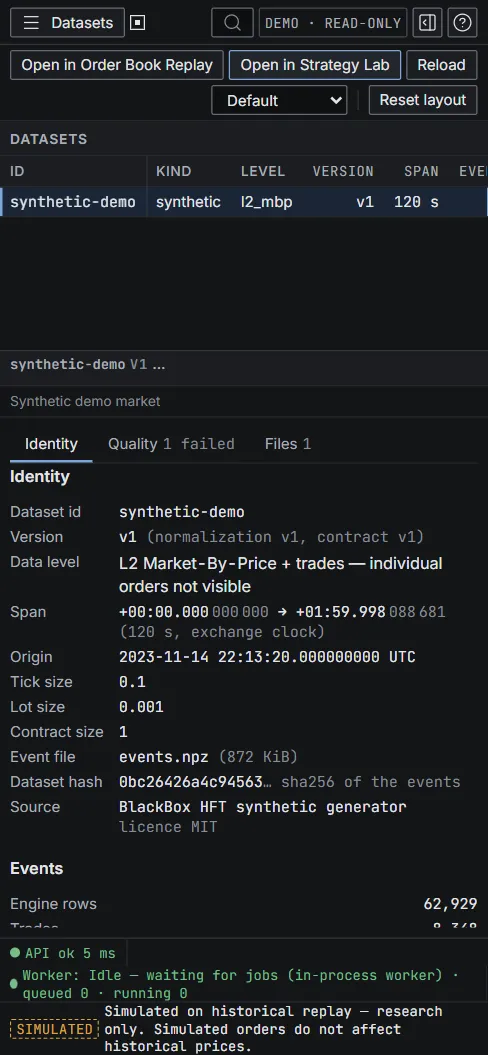 Datasets
DEMO · READ-ONLY
Open in Order Book Replay
Open in Strategy Lab
Reload
Default
Reset layout
DATASETS
ID KIND LEVEL VERSION SPAN
synthetic-demo synthetic l2_mbp v1 120 s
synthetic-demo V1 ...
Synthetic demo market
Identity Quality 1 failed Files 1
Identity
Dataset id synthetic-demo
Version v1 (normalization v1, contract v1)
Data level L2 Market-By-Price + trades — individual
orders not visible
Span +00:00.000 000 000 → +01:59.998 088 681
(120 s, exchange clock)
Origin 2023-11-14 22:13:20.000000000 UTC
Tick size 0.1
Lot size 0.001
Contract size 1
Event file events.npz (872 KiB)
Dataset hash 0bc26426a4c94563… sha256 of the events
Source BlackBox HFT synthetic generator
licence MIT
Events
Engine rows 62,929
API ok 5 ms
Worker: Idle — waiting for jobs (in-process worker) ·
queued 0 · running 0
SIMULATED Simulated on historical replay — research
only. Simulated orders do not affect
historical prices.